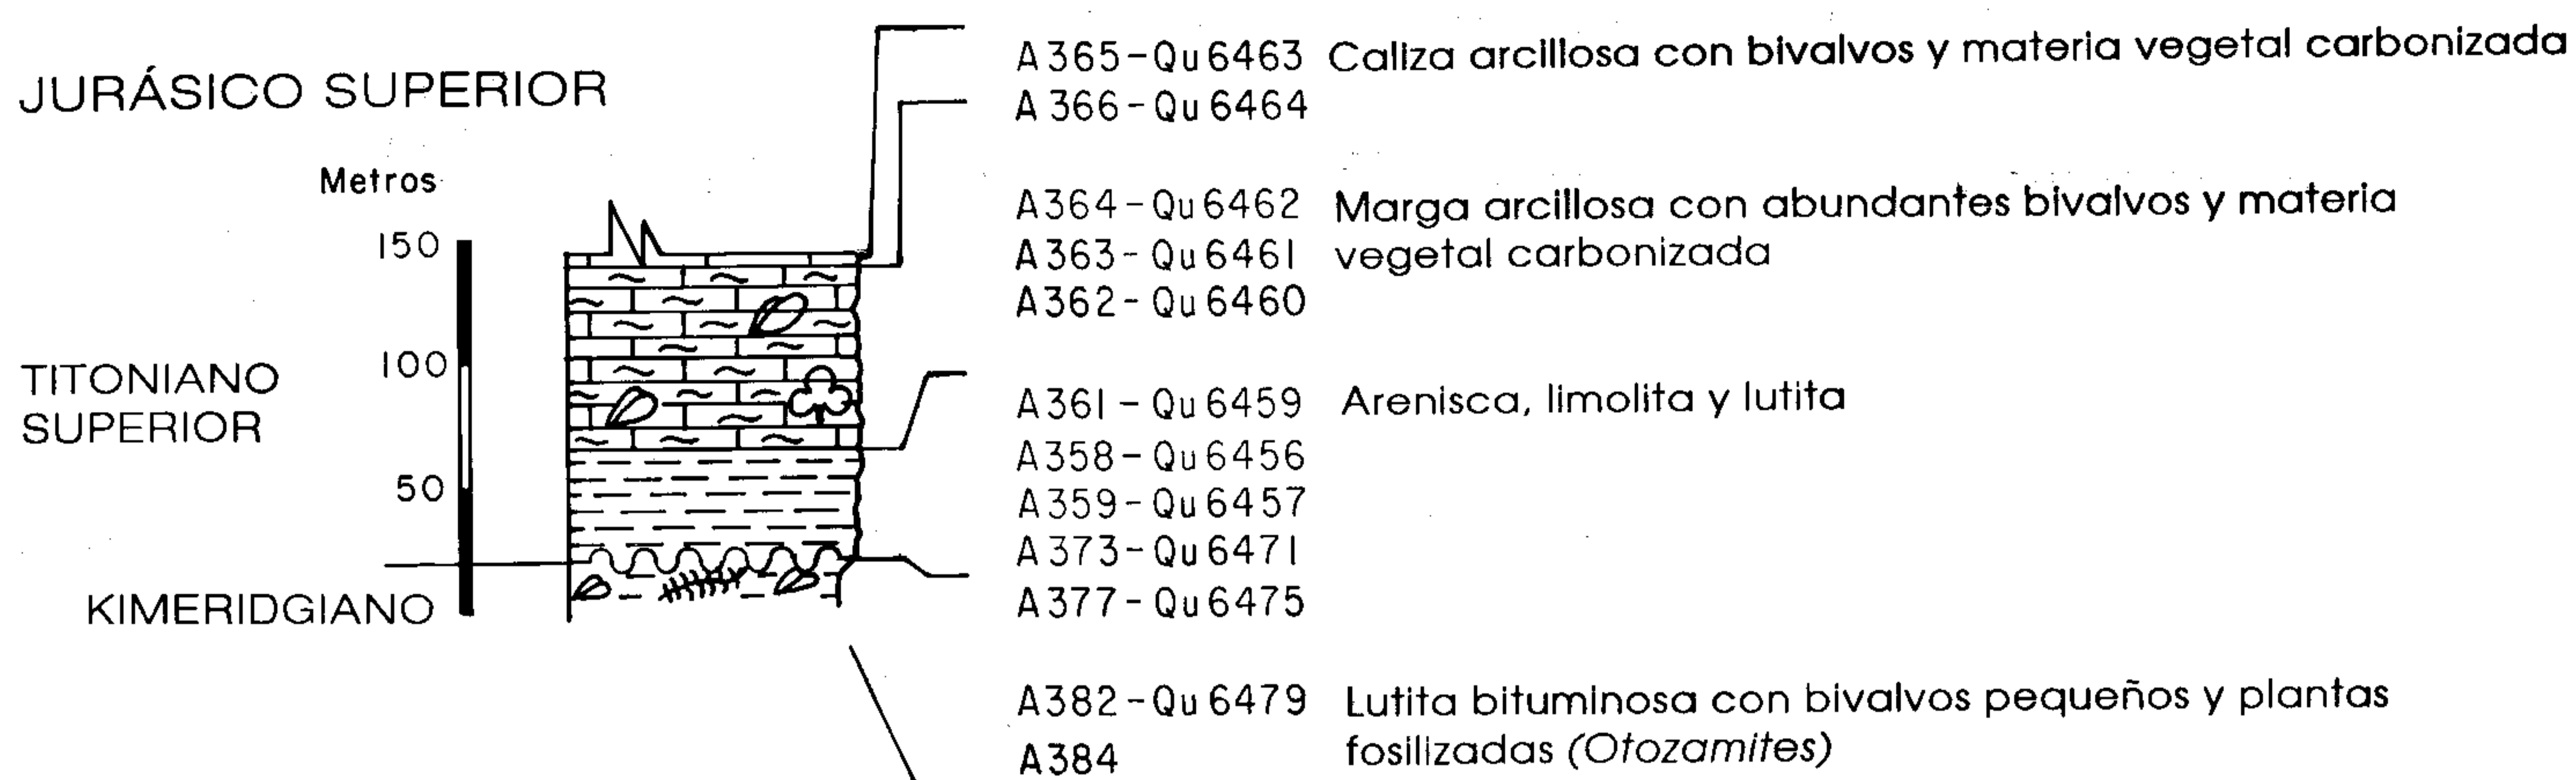 JURÁSICO SUPERIOR
Metros
150
100
50
TITONIANO
SUPERIOR
KIMERIDGIANO
A365-Qu6463 Caliza arcillosa con bivalvos y materia vegetal carbonizada
A366-Qu6464
A364-Qu6462 Marga arcillosa con abundantes bivalvos y materia
A363-Qu6461 vegetal carbonizada
A362-Qu6460
A361-Qu6459 Arenisca, limolita y lutita
A358-Qu6456
A359-Qu6457
A373-Qu6471
A377-Qu6475
A382-Qu6479 Lutita bituminosa con bivalvos pequeños y plantas
A384 fosilizadas (Otozamites)